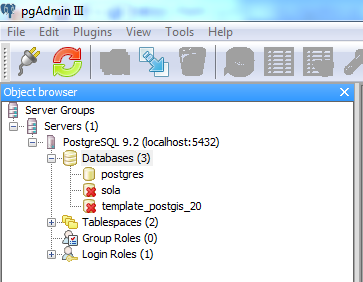 pgAdmin III
File Edit Plugins View Tools Help
Object browser
Server Groups
Servers (1)
PostgreSQL 9.2 (localhost:5432)
Databases (3)
postgres
sola
template_postgis_20
Tablespaces (2)
Group Roles (0)
Login Roles (1)